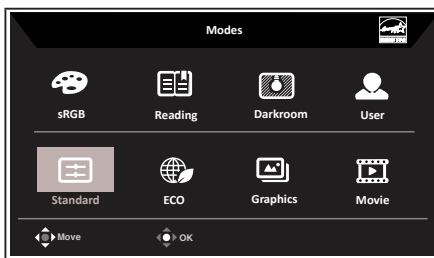 Modes
sRGB Reading Darkroom User
Standard ECO Graphics Movie
Move OK